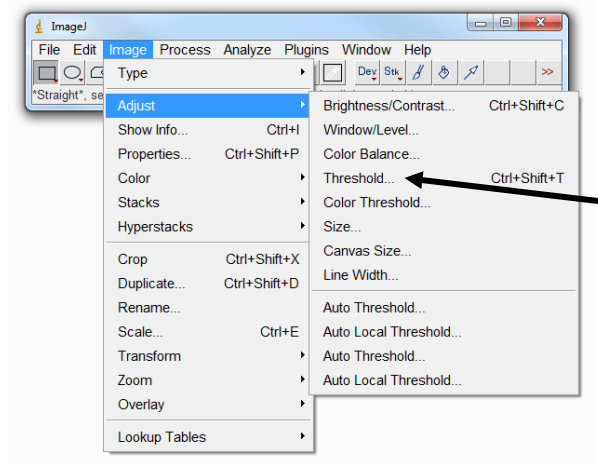 ImageJ
File Edit Image Process Analyze Plugins Window Help
Dev Stk >>
*Straight*, se
Type
Adjust
Show Info... Ctrl+I
Properties... Ctrl+Shift+P
Color
Stacks
Hyperstacks
Crop Ctrl+Shift+X
Duplicate... Ctrl+Shift+D
Rename...
Scale... Ctrl+E
Transform
Zoom
Overlay
Lookup Tables
Brightness/Contrast... Ctrl+Shift+C
Window/Level...
Color Balance...
Threshold... Ctrl+Shift+T
Color Threshold...
Size...
Canvas Size...
Line Width...
Auto Threshold...
Auto Local Threshold...
Auto Threshold...
Auto Local Threshold...